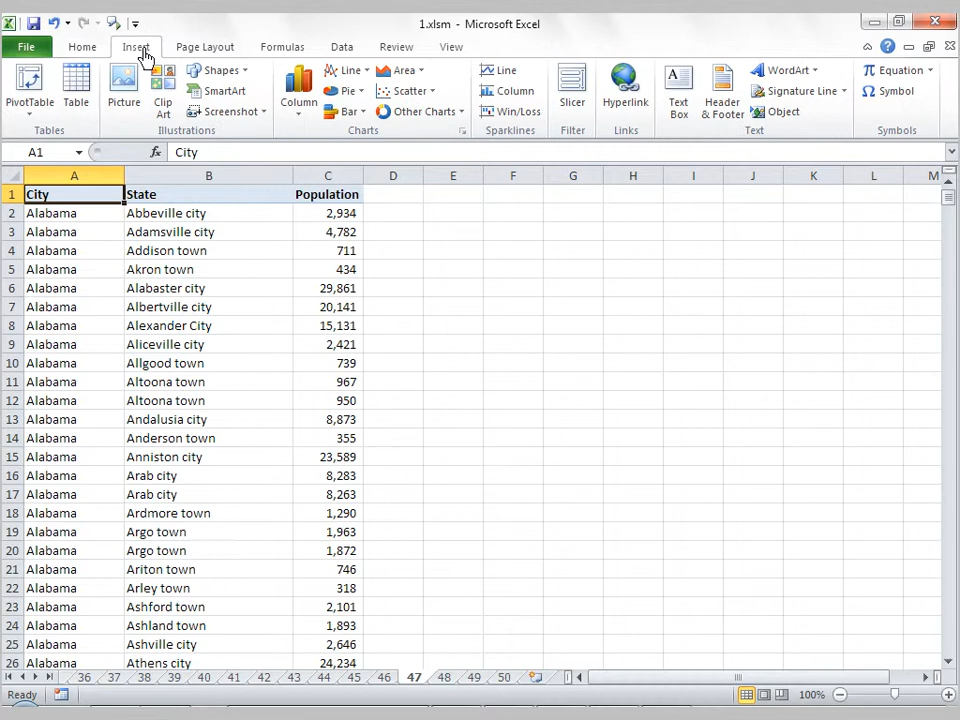 1.xlsm - Microsoft Excel
File Home Insert Page Layout Formulas Data Review View
PivotTable Table Picture Clip Art Shapes SmartArt Screenshot Column Line Pie Bar Area Scatter Other Charts Line Column Win/Loss Slicer Hyperlink Text Box Header & Footer WordArt Signature Line Object Equation Symbol
Tables Illustrations Charts Sparklines Filter Links Text Symbols
A1 fx City
A B C D E F G H I J K L M
1 City State Population
2 Alabama Abbeville city 2,934
3 Alabama Adamsville city 4,782
4 Alabama Addison town 711
5 Alabama Akron town 434
6 Alabama Alabaster city 29,861
7 Alabama Albertville city 20,141
8 Alabama Alexander City 15,131
9 Alabama Aliceville city 2,421
10 Alabama Allgood town 739
11 Alabama Altoona town 967
12 Alabama Altoona town 950
13 Alabama Andalusia city 8,873
14 Alabama Anderson town 355
15 Alabama Anniston city 23,589
16 Alabama Arab city 8,283
17 Alabama Arab city 8,263
18 Alabama Ardmore town 1,290
19 Alabama Argo town 1,963
20 Alabama Argo town 1,872
21 Alabama Ariton town 746
22 Alabama Arley town 318
23 Alabama Ashford town 2,101
24 Alabama Ashland town 1,893
25 Alabama Ashville city 2,646
26 Alabama Athens city 24,234
36 37 38 39 40 41 42 43 44 45 46 47 48 49 50
Ready 100%